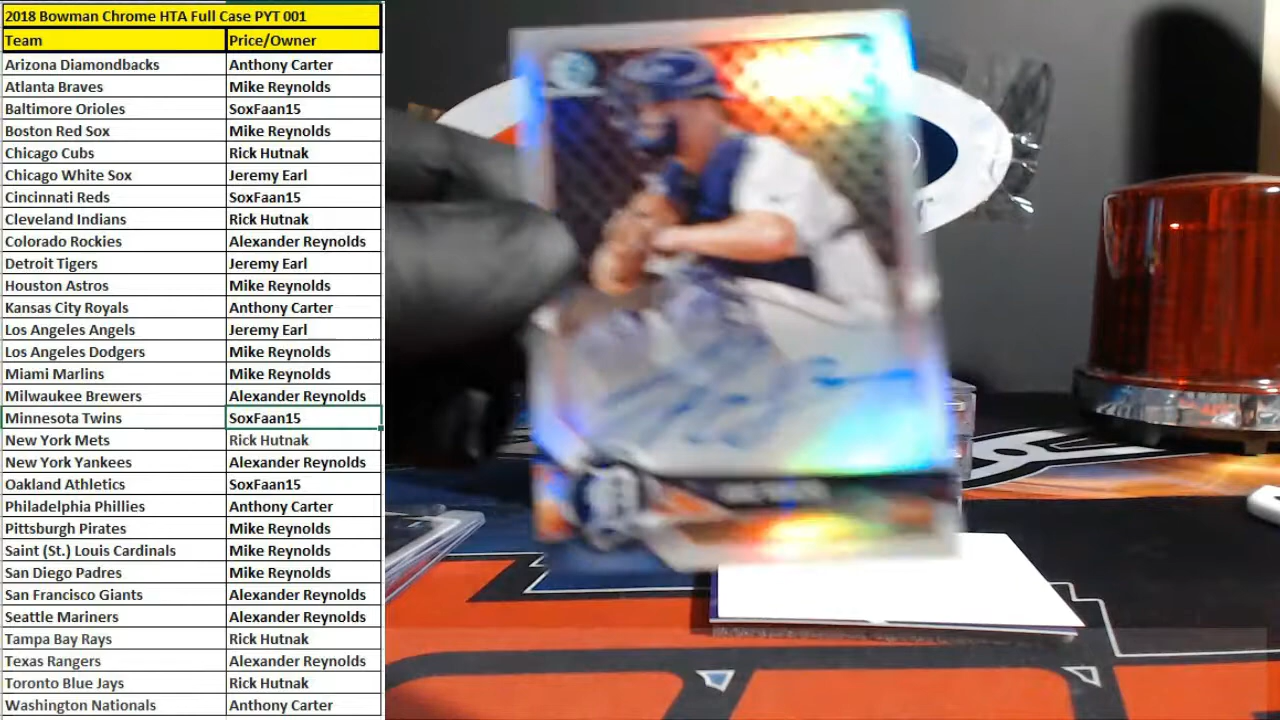 2018 Bowman Chrome HTA Full Case PYT 001
Team Price/Owner
Arizona Diamondbacks Anthony Carter
Atlanta Braves Mike Reynolds
Baltimore Orioles SoxFaan15
Boston Red Sox Mike Reynolds
Chicago Cubs Rick Hutnak
Chicago White Sox Jeremy Earl
Cincinnati Reds SoxFaan15
Cleveland Indians Rick Hutnak
Colorado Rockies Alexander Reynolds
Detroit Tigers Jeremy Earl
Houston Astros Mike Reynolds
Kansas City Royals Anthony Carter
Los Angeles Angels Jeremy Earl
Los Angeles Dodgers Mike Reynolds
Miami Marlins Mike Reynolds
Milwaukee Brewers Alexander Reynolds
Minnesota Twins SoxFaan15
New York Mets Rick Hutnak
New York Yankees Alexander Reynolds
Oakland Athletics SoxFaan15
Philadelphia Phillies Anthony Carter
Pittsburgh Pirates Mike Reynolds
Saint (St.) Louis Cardinals Mike Reynolds
San Diego Padres Mike Reynolds
San Francisco Giants Alexander Reynolds
Seattle Mariners Alexander Reynolds
Tampa Bay Rays Rick Hutnak
Texas Rangers Alexander Reynolds
Toronto Blue Jays Rick Hutnak
Washington Nationals Anthony Carter